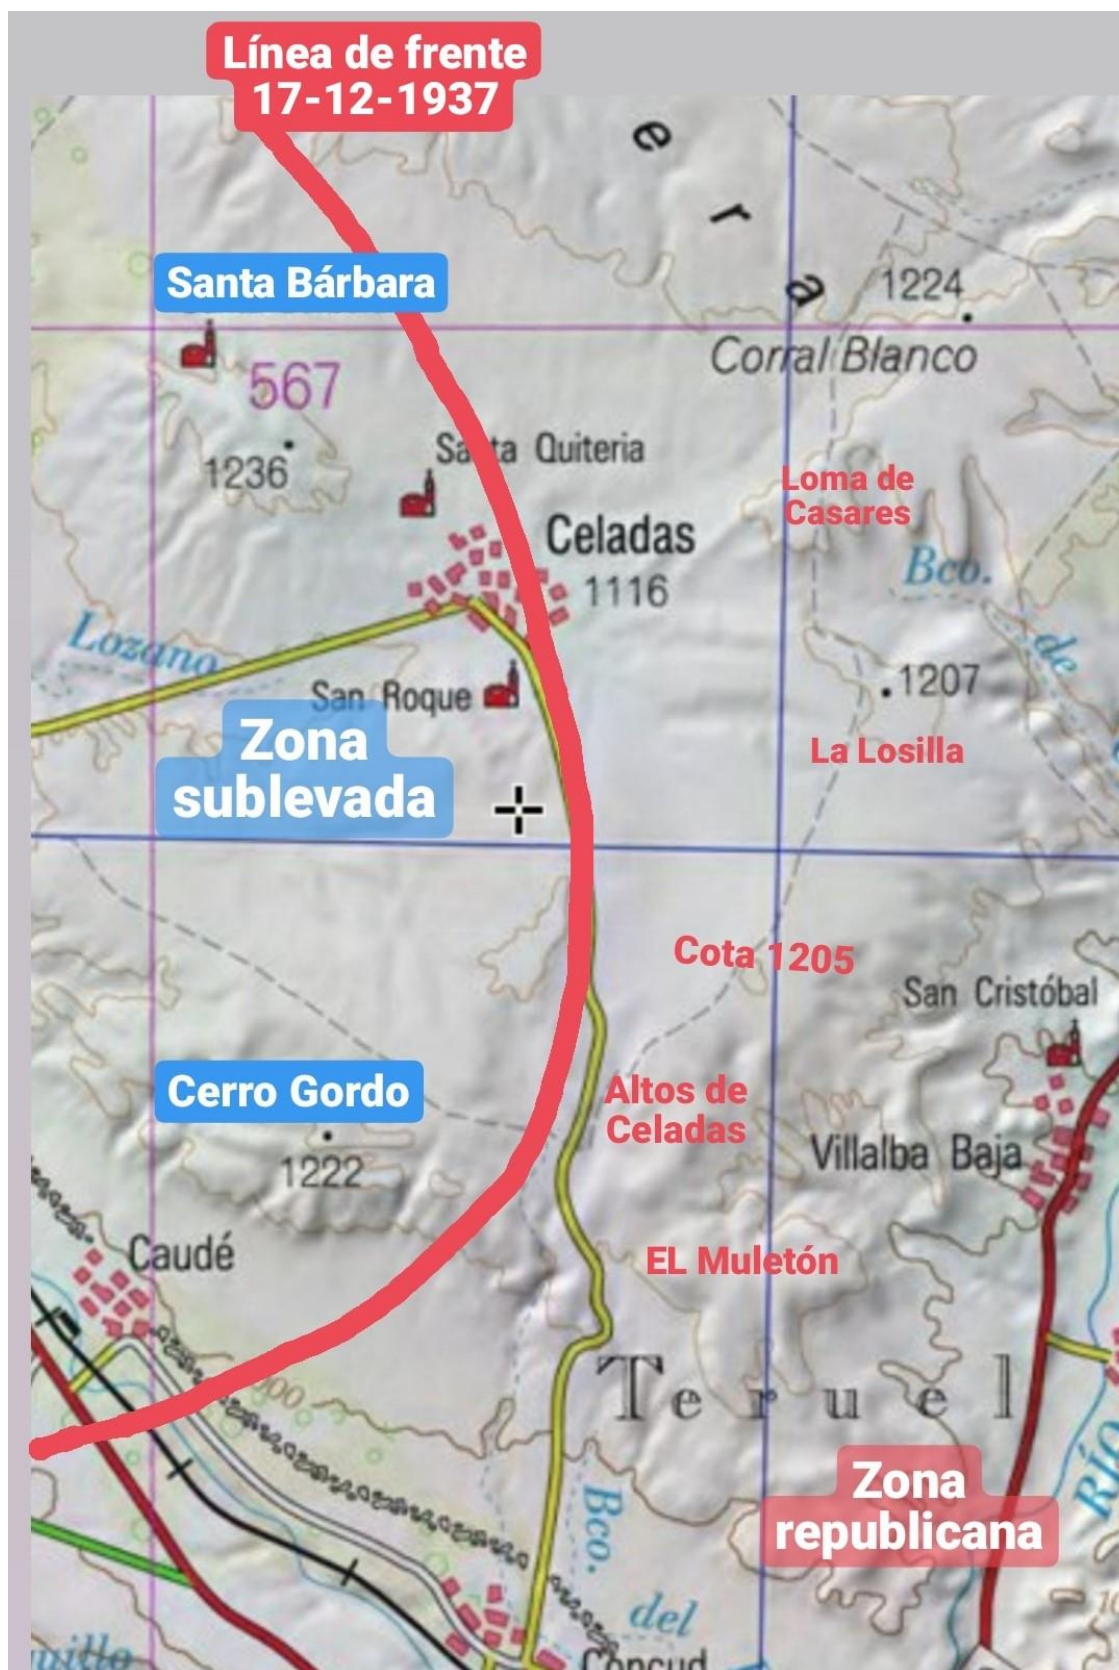 Línea de frente
17-12-1937
e
r
a
Santa Bárbara
1224
Corral Blanco
567
1236
Santa Quiteria
Loma de
Casares
Celadas
1116
Bco.
de
Lozano
San Roque
1207
La Losilla
Zona
sublevada
Cota 1205
San Cristóbal
Cerro Gordo
1222
Altos de
Celadas
Villalba Baja
Caudé
EL Muletón
Teruel
Zona
republicana
Bco.
del
RÍO
Concud